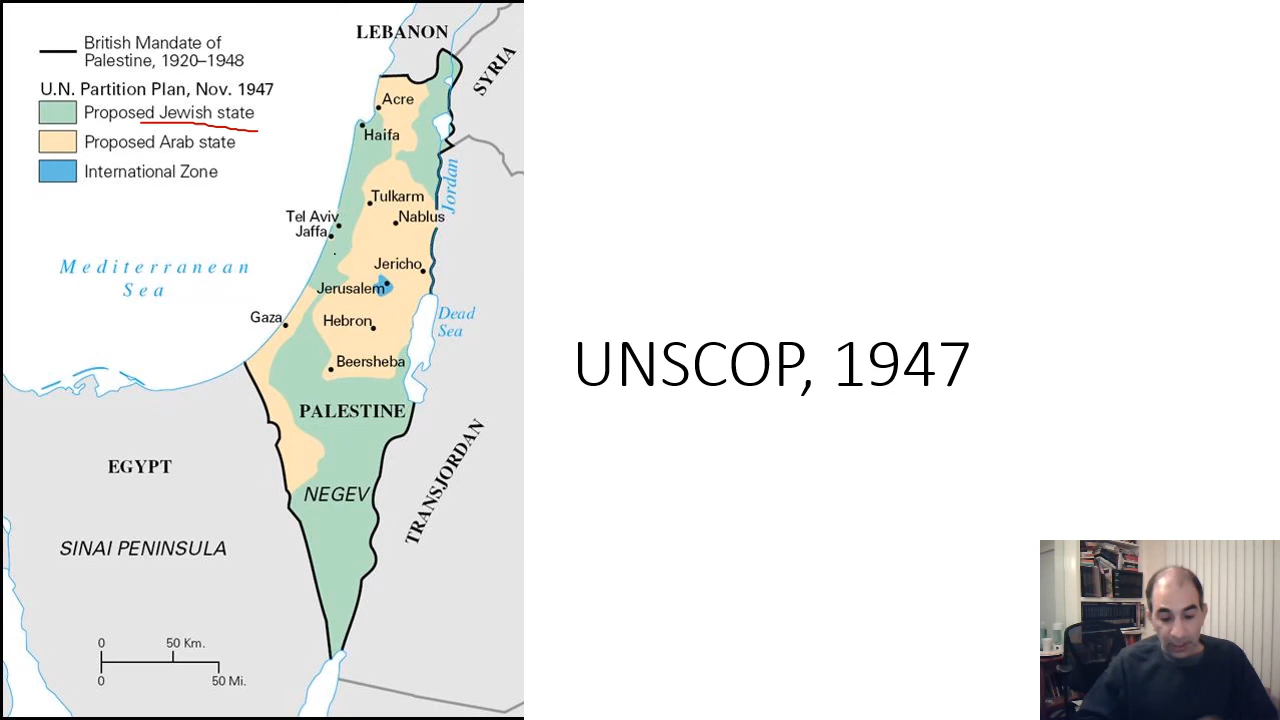 LEBANON
SYRIA
British Mandate of
Palestine, 1920–1948
U.N. Partition Plan, Nov. 1947
Proposed Jewish state
Proposed Arab state
International Zone
Acre
Haifa
Jordan
Tulkarm
Nablus
Tel Aviv
Jaffa
Mediterranean
Sea
Jericho
Jerusalem
Gaza
Hebron
Dead
Sea
Beersheba
PALESTINE
EGYPT
NEGEV
TRANSJORDAN
SINAI PENINSULA
0 50 Km.
0 50 Mi.
UNSCOP, 1947